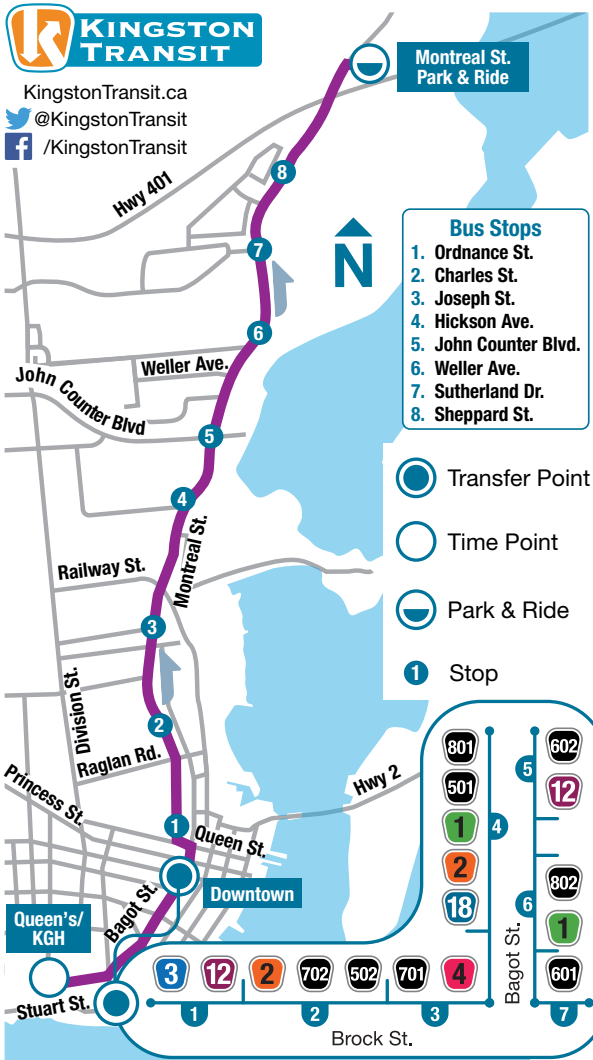 KINGSTON
TRANSIT
KingstonTransit.ca
@KingstonTransit
/KingstonTransit
Montreal St.
Park & Ride
Hwy 401
8
7
N
Bus Stops
1. Ordnance St.
2. Charles St.
3. Joseph St.
4. Hickson Ave.
5. John Counter Blvd.
6. Weller Ave.
7. Sutherland Dr.
8. Sheppard St.
6
Weller Ave.
John Counter Blvd
5
4
Montreal St.
Railway St.
3
Division St.
2
Raglan Rd.
Princess St.
1
Queen St.
Hwy 2
Downtown
Bagot St.
Queen's/
KGH
Stuart St.
Transfer Point
Time Point
Park & Ride
1 Stop
801
501
1
2
18
4
602
5
12
802
6
1
601
7
Bagot St.
3 12 2 702 502 701 4
1 2 3
Brock St.